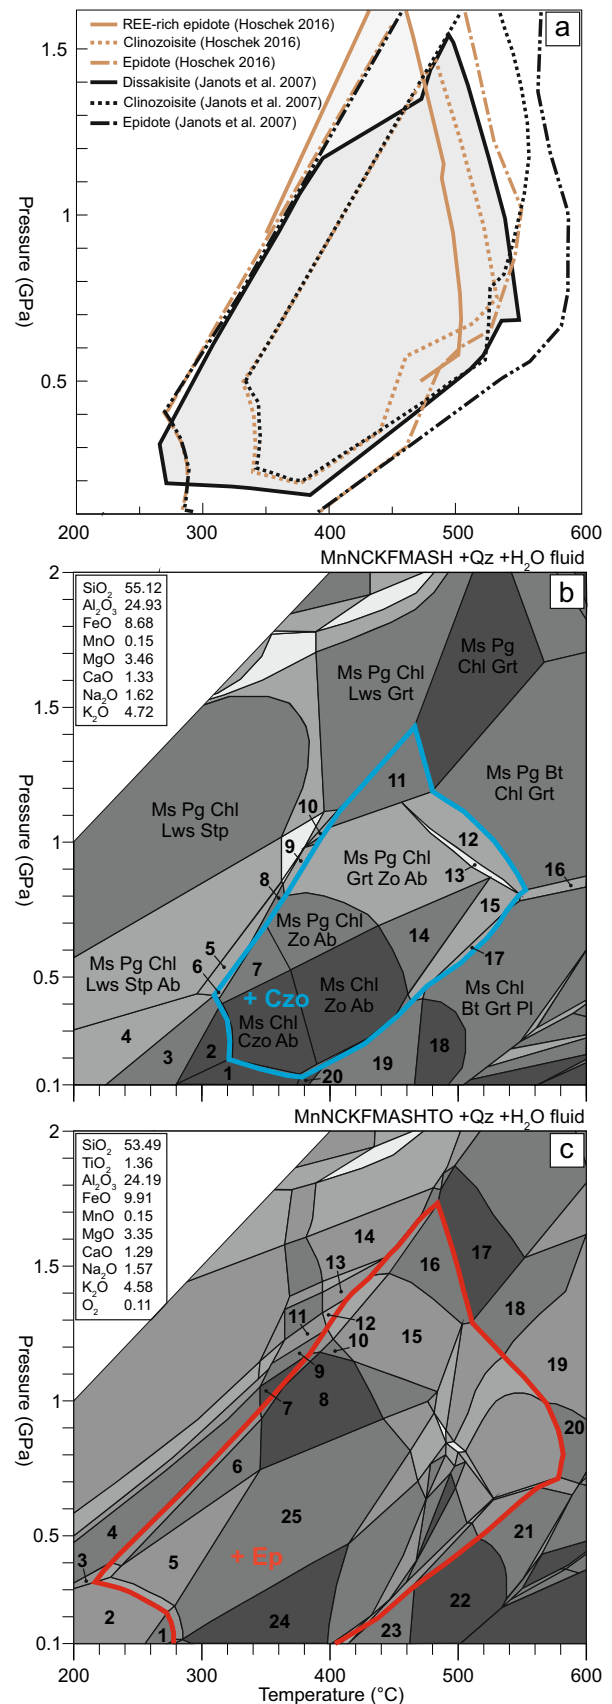 a
REE-rich epidote (Hoschek 2016)
Clinozoisite (Hoschek 2016)
Epidote (Hoschek 2016)
Dissakisite (Janots et al. 2007)
Clinozoisite (Janots et al. 2007)
Epidote (Janots et al. 2007)
1.5
1
0.5
Pressure (GPa)
200 300 400 500 600
MnNCKFMASH +Qz +H₂O fluid
b
SiO₂ 55.12
Al₂O₃ 24.93
FeO 8.68
MnO 0.15
MgO 3.46
CaO 1.33
Na₂O 1.62
K₂O 4.72
2
1.5
1
0.5
0.1
Pressure (GPa)
Ms Pg
Chl Grt
Ms Pg Chl
Lws Grt
Ms Pg Bt
Chl Grt
11
Ms Pg Chl
Lws Stp
10
9
12
Ms Pg Chl
Grt Zo Ab
13
16
8
15
Ms Pg Chl
Zo Ab
14
5
7
17
Ms Pg Chl
Lws Stp Ab
6
+ Czo
Ms Chl
Zo Ab
Ms Chl
Bt Grt Pl
Ms Chl
Czo Ab
4
3
2
1
20
19
18
MnNCKFMASHTO +Qz +H₂O fluid
c
SiO₂ 53.49
TiO₂ 1.36
Al₂O₃ 24.19
FeO 9.91
MnO 0.15
MgO 3.35
CaO 1.29
Na₂O 1.57
K₂O 4.58
O₂ 0.11
2
1.5
1
0.5
0.1
Pressure (GPa)
14
17
13
16
18
11
12
15
10
9
19
7
8
20
6
25
4
21
5
+ Ep
3
22
2
1
24
23
200 300 400 500 600
Temperature (°C)